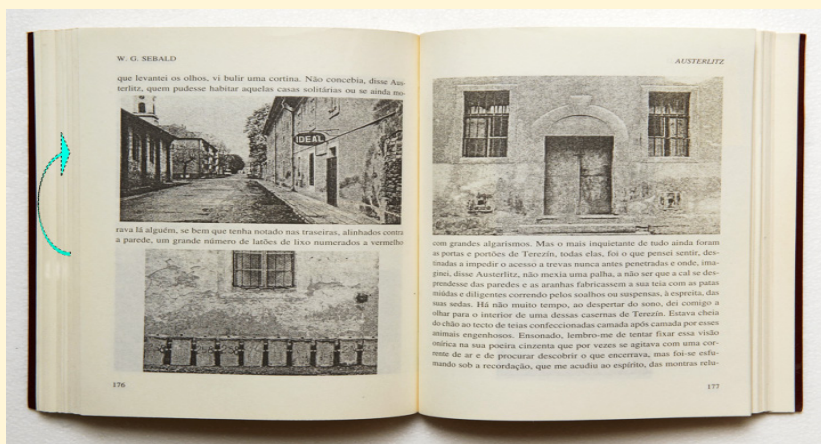 W. G. SEBALD
que levantei os olhos, vi bulir uma cortina. Não concebia, disse Aus-
terlitz, quem pudesse habitar aquelas casas solitárias ou se ainda mo-
IDEAL
rava lá alguém, se bem que tenha notado nas traseiras, alinhados contra
a parede, um grande número de latões de lixo numerados a vermelho
176
AUSTERLITZ
com grandes algarismos. Mas o mais inquietante de tudo ainda foram
as portas e portões de Terezín, todas elas, foi o que pensei sentir, des-
tinadas a impedir o acesso a trevas nunca antes penetradas e onde, ima-
ginei, disse Austerlitz, não mexia uma palha, a não ser que a cal se des-
prendesse das paredes e as aranhas fabricassem a sua teia com as patas
miúdas e diligentes correndo pelos soalhos ou suspensas, à espreita, das
suas sedas. Há não muito tempo, ao despertar do sono, dei comigo a
olhar para o interior de uma dessas casernas de Terezín. Estava cheia
do chão ao tecto de teias confeccionadas camada após camada por esses
animais engenhosos. Ensonado, lembro-me de tentar fixar essa visão
onírica na sua poeira cinzenta que por vezes se agitava com uma cor-
rente de ar e de procurar descobrir o que encerrava, mas foi-se esfu-
mando sob a recordação, que me acudiu ao espírito, das montras relu-
177